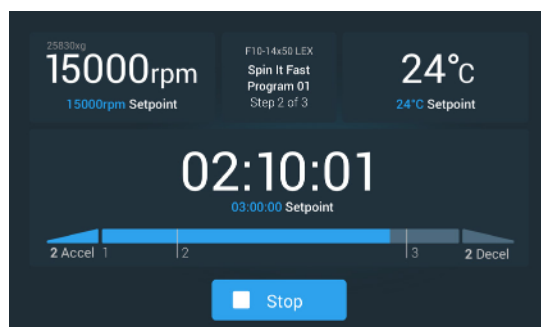 25830xg
15000rpm
15000rpm Setpoint
F10-14x50 LEX
Spin It Fast
Program 01
Step 2 of 3
24°C
24°C Setpoint
02:10:01
03:00:00 Setpoint
2 Accel 1 2 3 2 Decel
Stop